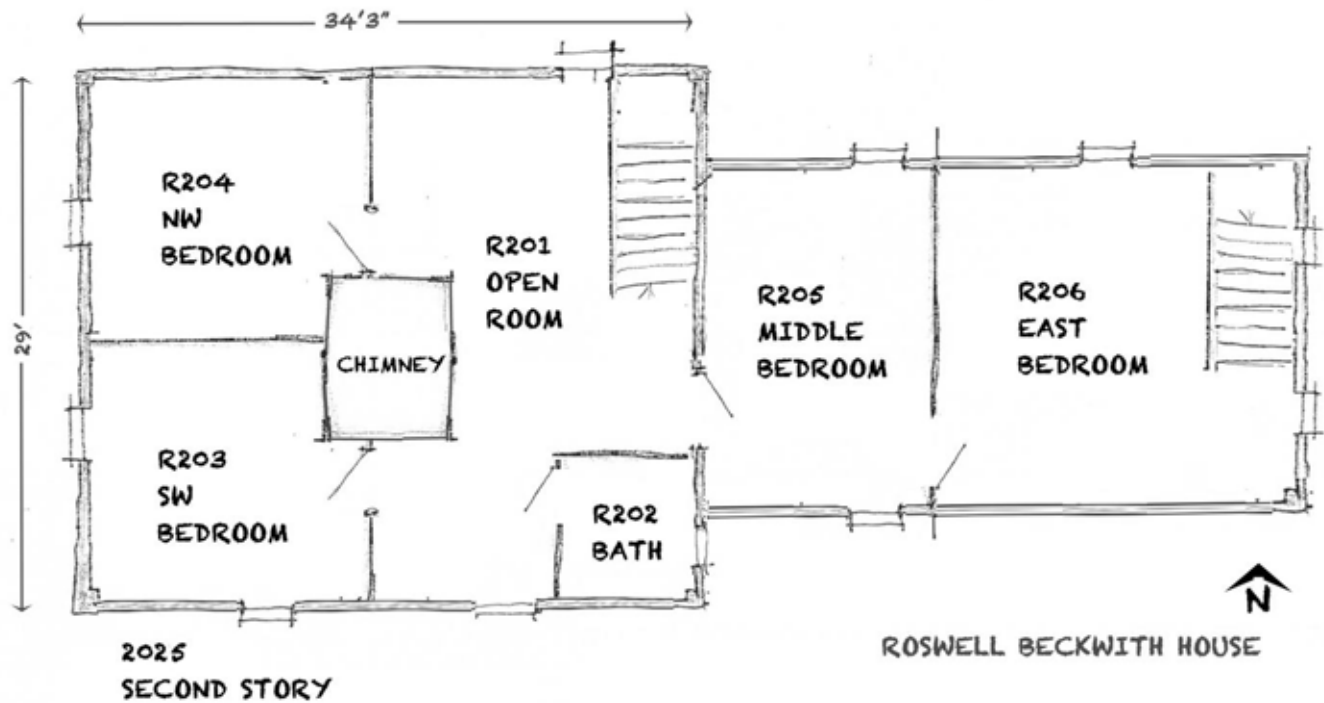 34'3"
29'
R204
NW
BEDROOM
R201
OPEN
ROOM
CHIMNEY
R205
MIDDLE
BEDROOM
R206
EAST
BEDROOM
R203
SW
BEDROOM
R202
BATH
N
ROSWELL BECKWITH HOUSE
2025
SECOND STORY